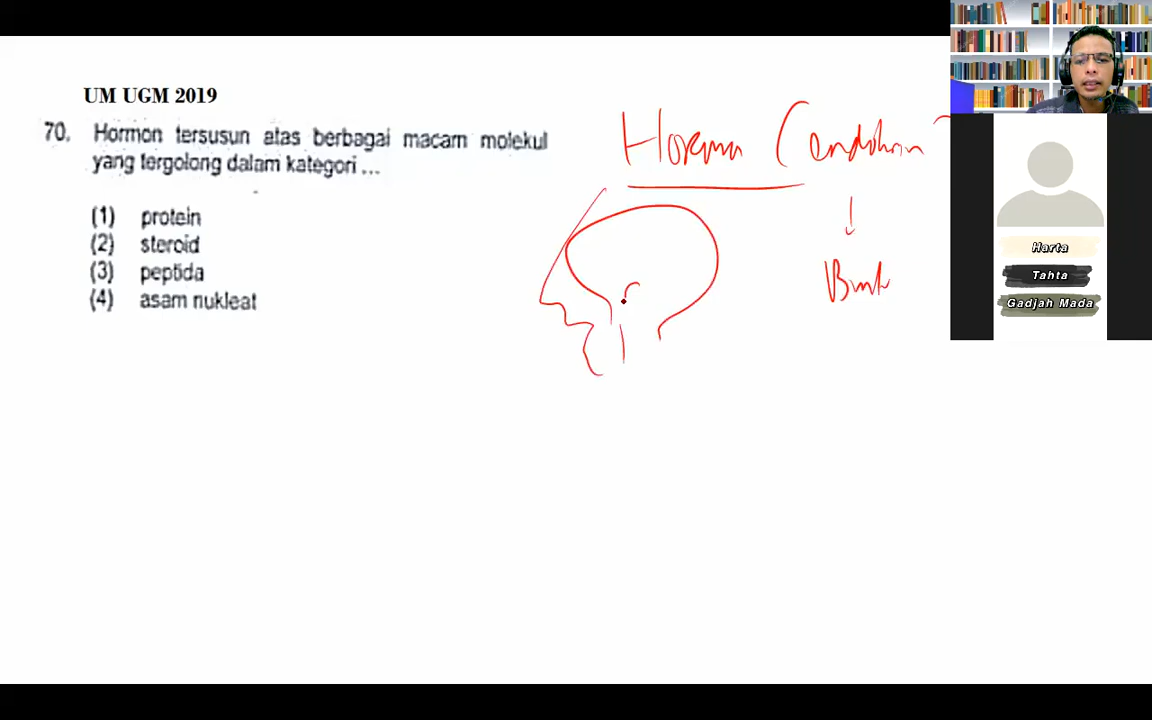 UM UGM 2019
70. Hormon tersusun atas berbagai macam molekul
yang tergolong dalam kategori ...
(1) protein
(2) steroid
(3) peptida
(4) asam nukleat
Harta
Tahta
Gadjah Mada